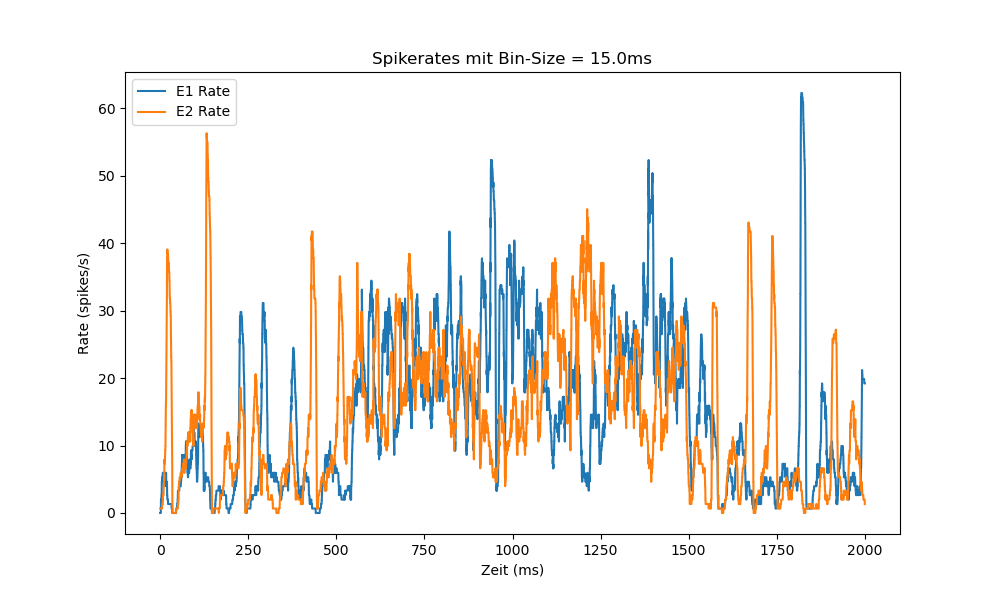 Spikerates mit Bin-Size = 15.0ms
E1 Rate
E2 Rate
Rate (spikes/s)
60
50
40
30
20
10
0
0 250 500 750 1000 1250 1500 1750 2000
Zeit (ms)